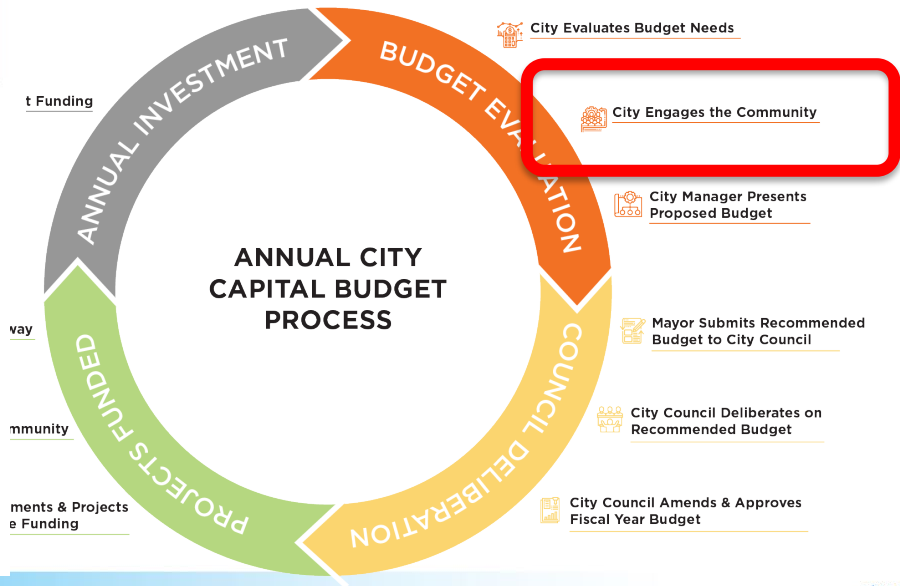 City Evaluates Budget Needs
BUDGET EVALUATION
City Engages the Community
City Manager Presents
Proposed Budget
ANNUAL INVESTMENT
t Funding
ANNUAL CITY
CAPITAL BUDGET
PROCESS
Mayor Submits Recommended
Budget to City Council
COUNCIL DELIBERATION
City Council Deliberates on
Recommended Budget
City Council Amends & Approves
Fiscal Year Budget
PROJECTS FUNDED
way
mmunity
ments & Projects
e Funding